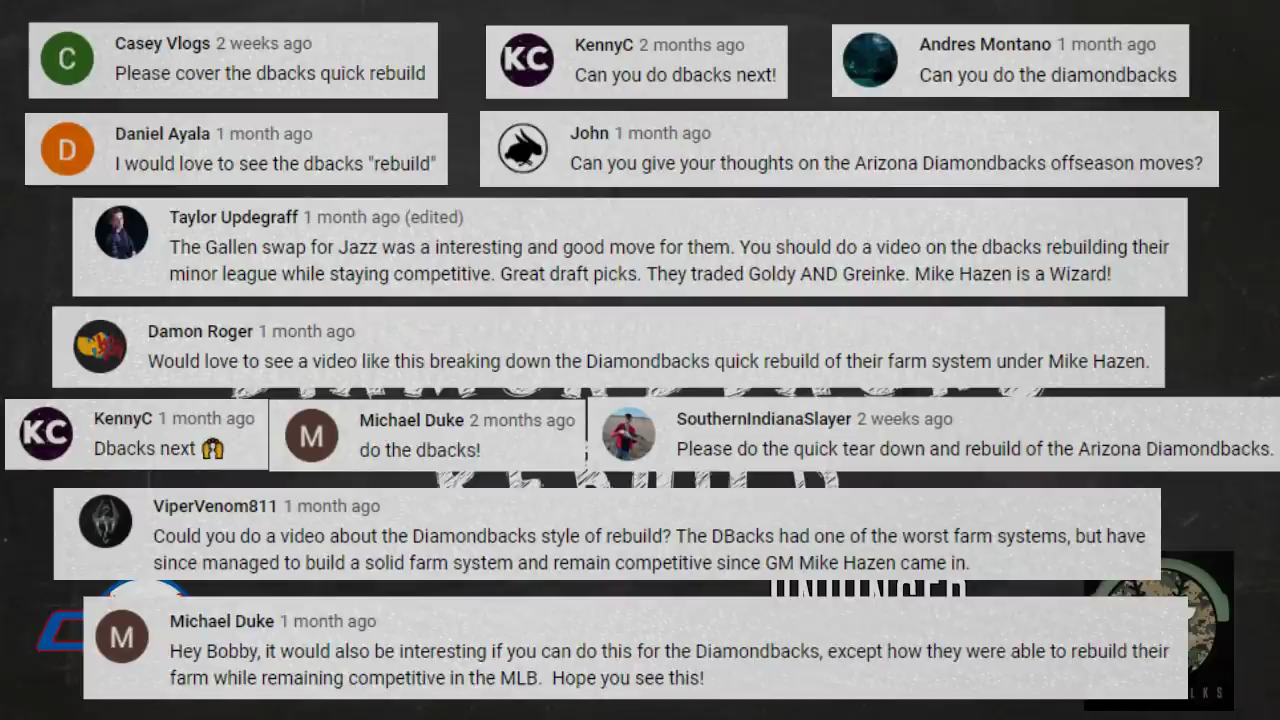 Casey Vlogs 2 weeks ago
Please cover the dbacks quick rebuild
KennyC 2 months ago
Can you do dbacks next!
Andres Montano 1 month ago
Can you do the diamondbacks
Daniel Ayala 1 month ago
I would love to see the dbacks "rebuild"
John 1 month ago
Can you give your thoughts on the Arizona Diamondbacks offseason moves?
Taylor Updegraff 1 month ago (edited)
The Gallen swap for Jazz was a interesting and good move for them. You should do a video on the dbacks rebuilding their
minor league while staying competitive. Great draft picks. They traded Goldy AND Greinke. Mike Hazen is a Wizard!
Damon Roger 1 month ago
Would love to see a video like this breaking down the Diamondbacks quick rebuild of their farm system under Mike Hazen.
KennyC 1 month ago
Dbacks next 🙌
Michael Duke 2 months ago
do the dbacks!
SouthernIndianaSlayer 2 weeks ago
Please do the quick tear down and rebuild of the Arizona Diamondbacks.
ViperVenom811 1 month ago
Could you do a video about the Diamondbacks style of rebuild? The DBacks had one of the worst farm systems, but have
since managed to build a solid farm system and remain competitive since GM Mike Hazen came in.
Michael Duke 1 month ago
Hey Bobby, it would also be interesting if you can do this for the Diamondbacks, except how they were able to rebuild their
farm while remaining competitive in the MLB. Hope you see this!
C
KC
D
KC
M
M